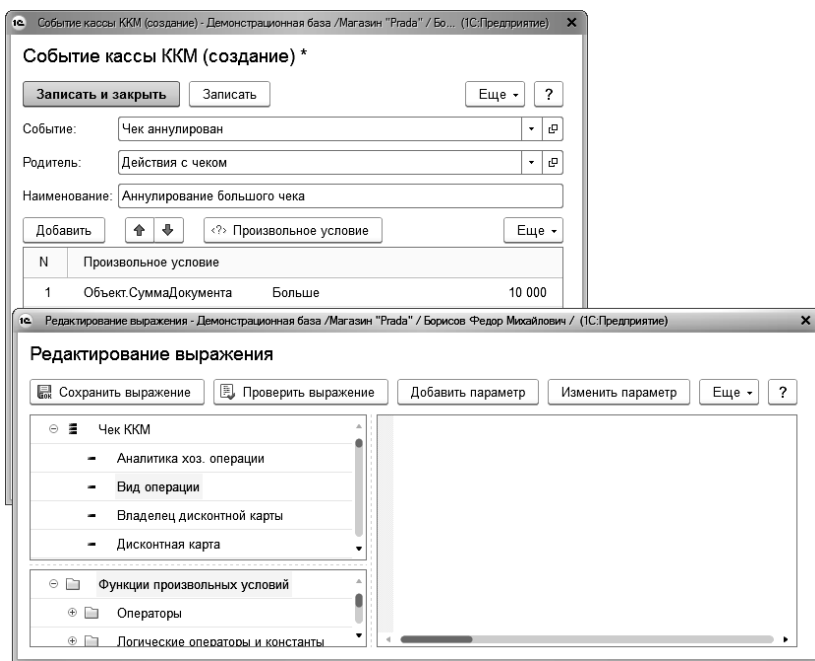 Событие кассы ККМ (создание) - Демонстрационная база /Магазин "Prada" / Бо... (1С:Предприятие)
Событие кассы ККМ (создание) *
Записать и закрыть Записать Еще ?
Событие: Чек аннулирован
Родитель: Действия с чеком
Наименование: Аннулирование большого чека
Добавить <?> Произвольное условие Еще
N Произвольное условие
1 Объект.СуммаДокумента Больше 10 000
Редактирование выражения - Демонстрационная база /Магазин "Prada" / Борисов Федор Михайлович / (1С:Предприятие)
Редактирование выражения
Сохранить выражение Проверить выражение Добавить параметр Изменить параметр Еще ?
Чек ККМ
Аналитика хоз. операции
Вид операции
Владелец дисконтной карты
Дисконтная карта
Функции произвольных условий
Операторы
Логические операторы и константы